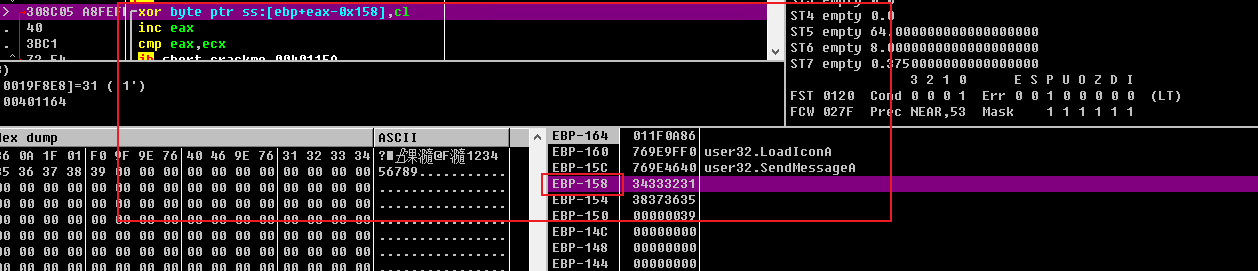 > 308C05 A8FEFF xor byte ptr ss:[ebp+eax-0x158],cl
. 40 inc eax
. 3BC1 cmp eax,ecx
.^ 72 F4 jb short crackme.004011EA
)
0019F8E8]=31 ('1')
00401164
ST4 empty 0.0
ST5 empty 64.000000000000000000
ST6 empty 8.0000000000000000000
ST7 empty 0.3750000000000000000
3 2 1 0 E S P U O Z D I
FST 0120 Cond 0 0 0 1 Err 0 0 1 0 0 0 0 0 (LT)
FCW 027F Prec NEAR,53 Mask 1 1 1 1 1 1
lex dump ASCII
36 0A 1F 01 F0 9F 9E 76 40 46 9E 76 31 32 33 34 @F 1234
35 36 37 38 39 00 00 00 00 00 00 00 00 00 00 00 56789...........
00 00 00 00 00 00 00 00 00 00 00 00 00 00 00 00 ................
00 00 00 00 00 00 00 00 00 00 00 00 00 00 00 00 ................
00 00 00 00 00 00 00 00 00 00 00 00 00 00 00 00 ................
00 00 00 00 00 00 00 00 00 00 00 00 00 00 00 00 ................
00 00 00 00 00 00 00 00 00 00 00 00 00 00 00 00 ................
00 00 00 00 00 00 00 00 00 00 00 00 00 00 00 00 ................
EBP-164 011F0A86
EBP-160 769E9FF0 user32.LoadIconA
EBP-15C 769E4640 user32.SendMessageA
EBP-158 34333231
EBP-154 38373635
EBP-150 00000039
EBP-14C 00000000
EBP-148 00000000
EBP-144 00000000